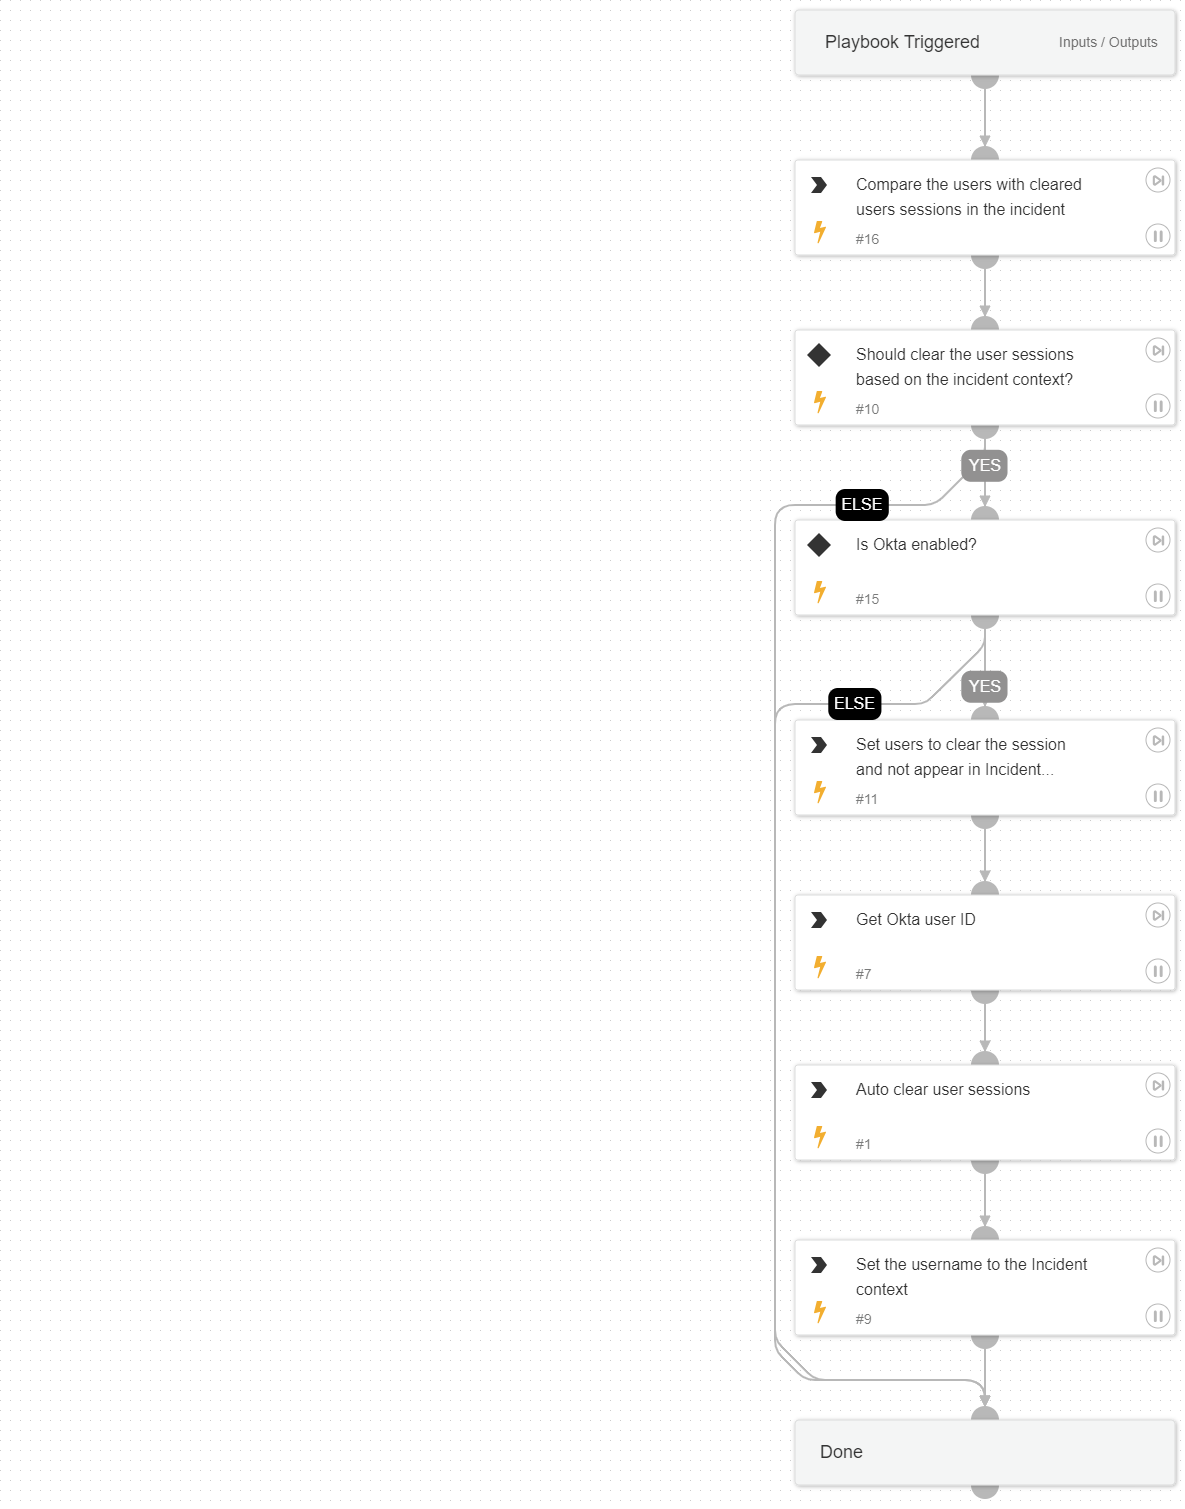 Playbook Triggered Inputs / Outputs
Compare the users with cleared
users sessions in the incident
#16
Should clear the user sessions
based on the incident context?
#10
YES
ELSE
Is Okta enabled?
#15
YES
ELSE
Set users to clear the session
and not appear in Incident...
#11
Get Okta user ID
#7
Auto clear user sessions
#1
Set the username to the Incident
context
#9
Done